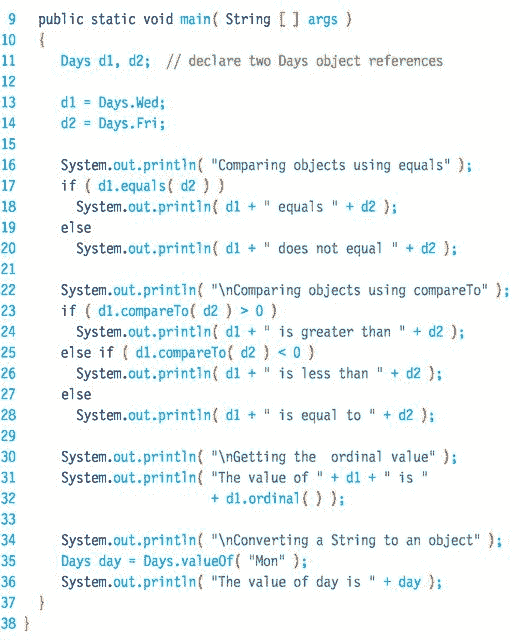 9 public static void main( String [ ] args )
10 {
11 Days d1, d2; // declare two Days object references
12
13 d1 = Days.Wed;
14 d2 = Days.Fri;
15
16 System.out.println( "Comparing objects using equals" );
17 if ( d1.equals( d2 ) )
18 System.out.println( d1 + " equals " + d2 );
19 else
20 System.out.println( d1 + " does not equal " + d2 );
21
22 System.out.println( "\nComparing objects using compareTo" );
23 if ( d1.compareTo( d2 ) > 0 )
24 System.out.println( d1 + " is greater than " + d2 );
25 else if ( d1.compareTo( d2 ) < 0 )
26 System.out.println( d1 + " is less than " + d2 );
27 else
28 System.out.println( d1 + " is equal to " + d2 );
29
30 System.out.println( "\nGetting the  ordinal value" );
31 System.out.println( "The value of " + d1 + " is "
32 + d1.ordinal( ) );
33
34 System.out.println( "\nConverting a String to an object" );
35 Days day = Days.valueOf( "Mon" );
36 System.out.println( "The value of day is " + day );
37 }
38 }